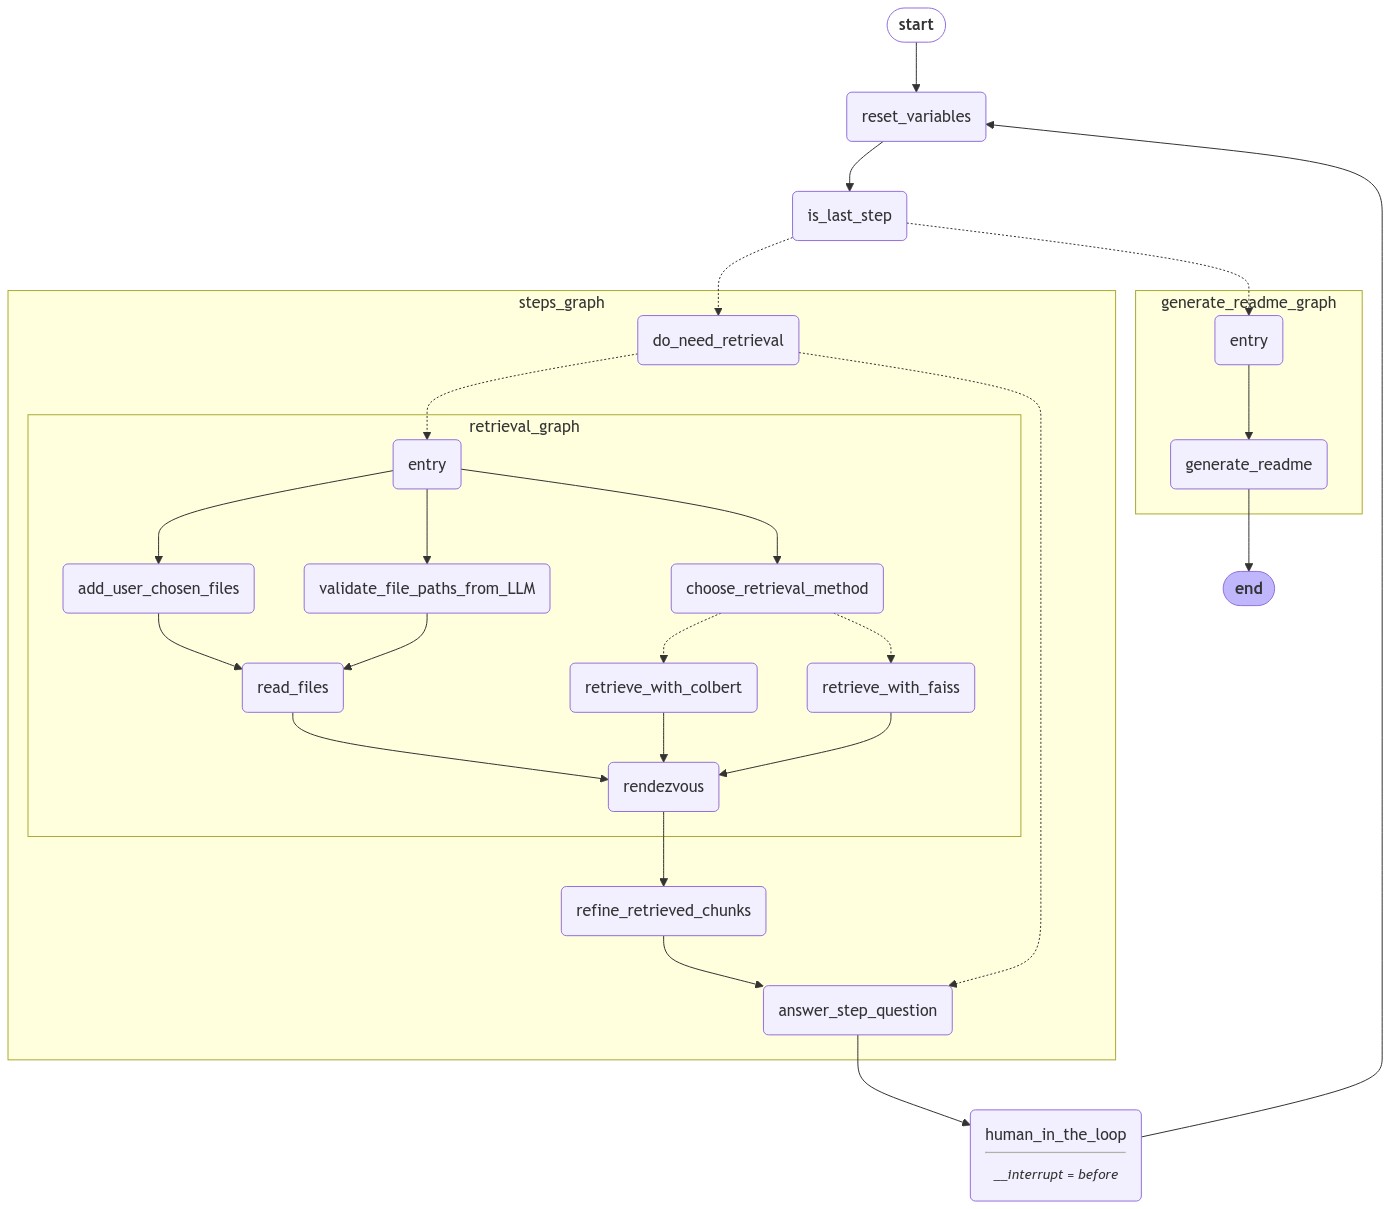 start
reset_variables
is_last_step
steps_graph
generate_readme_graph
do_need_retrieval
entry
retrieval_graph
entry
generate_readme
add_user_chosen_files
validate_file_paths_from_LLM
choose_retrieval_method
end
read_files
retrieve_with_colbert
retrieve_with_faiss
rendezvous
refine_retrieved_chunks
answer_step_question
human_in_the_loop
__interrupt = before